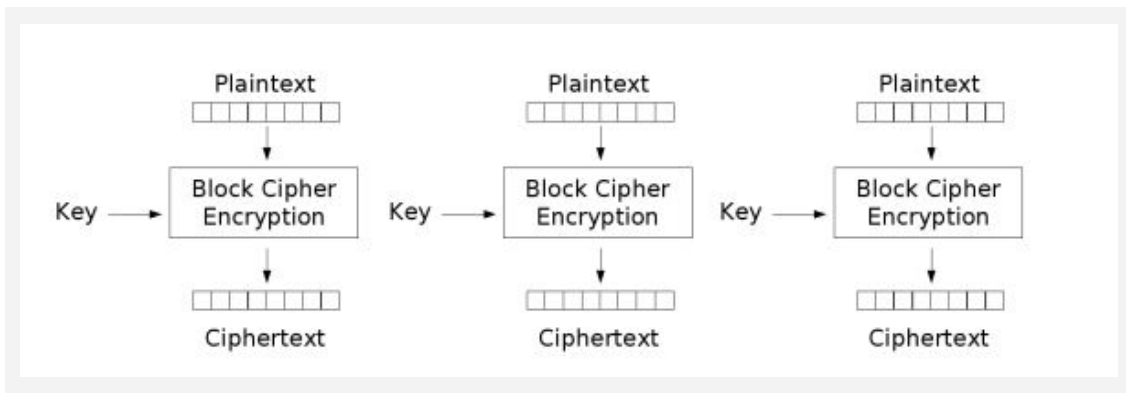 Plaintext
Plaintext
Plaintext
Key
Block Cipher
Encryption
Key
Block Cipher
Encryption
Key
Block Cipher
Encryption
Ciphertext
Ciphertext
Ciphertext